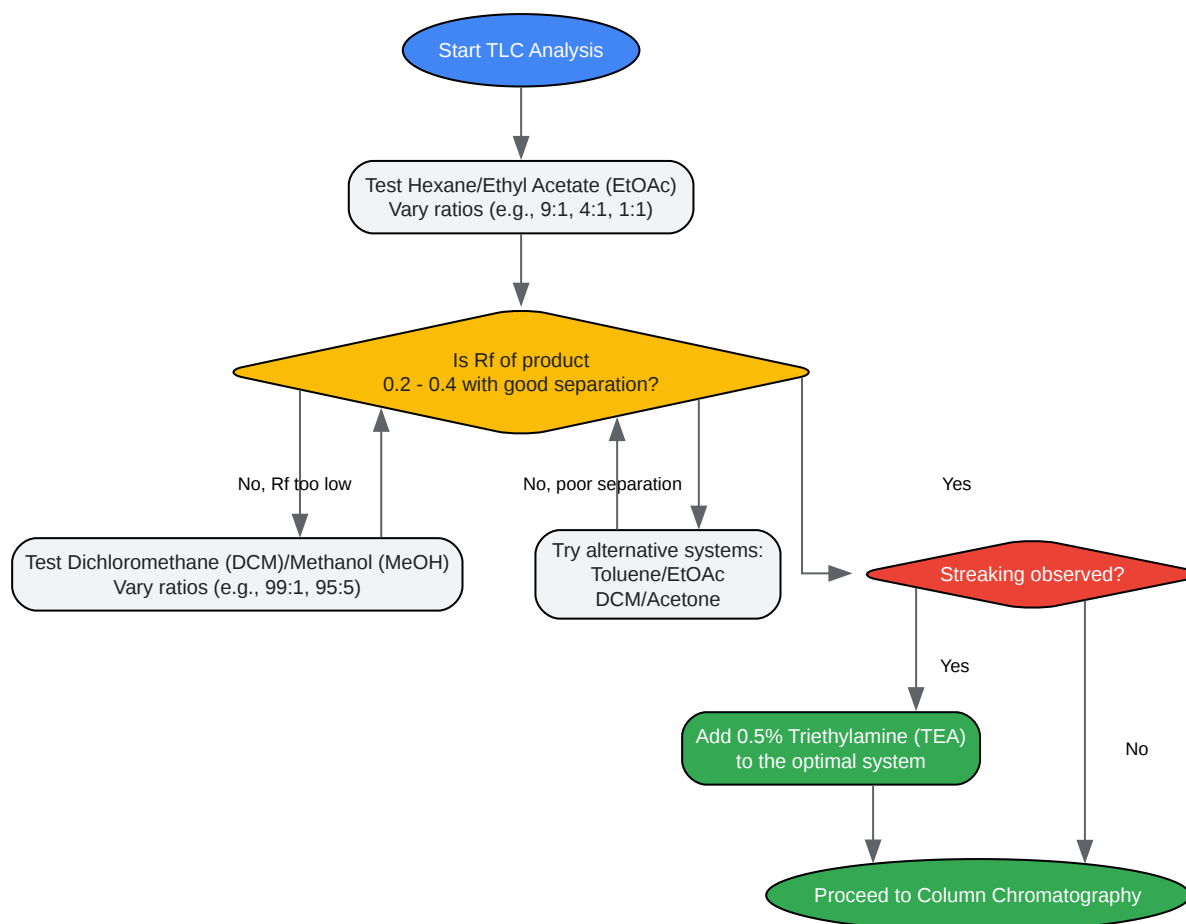 Start TLC Analysis
Test Hexane/Ethyl Acetate (EtOAc)
Vary ratios (e.g., 9:1, 4:1, 1:1)
Is Rf of product
0.2 - 0.4 with good separation?
No, Rf too low
No, poor separation
Yes
Test Dichloromethane (DCM)/Methanol (MeOH)
Vary ratios (e.g., 99:1, 95:5)
Try alternative systems:
Toluene/EtOAc
DCM/Acetone
Streaking observed?
Yes
Add 0.5% Triethylamine (TEA)
to the optimal system
No
Proceed to Column Chromatography